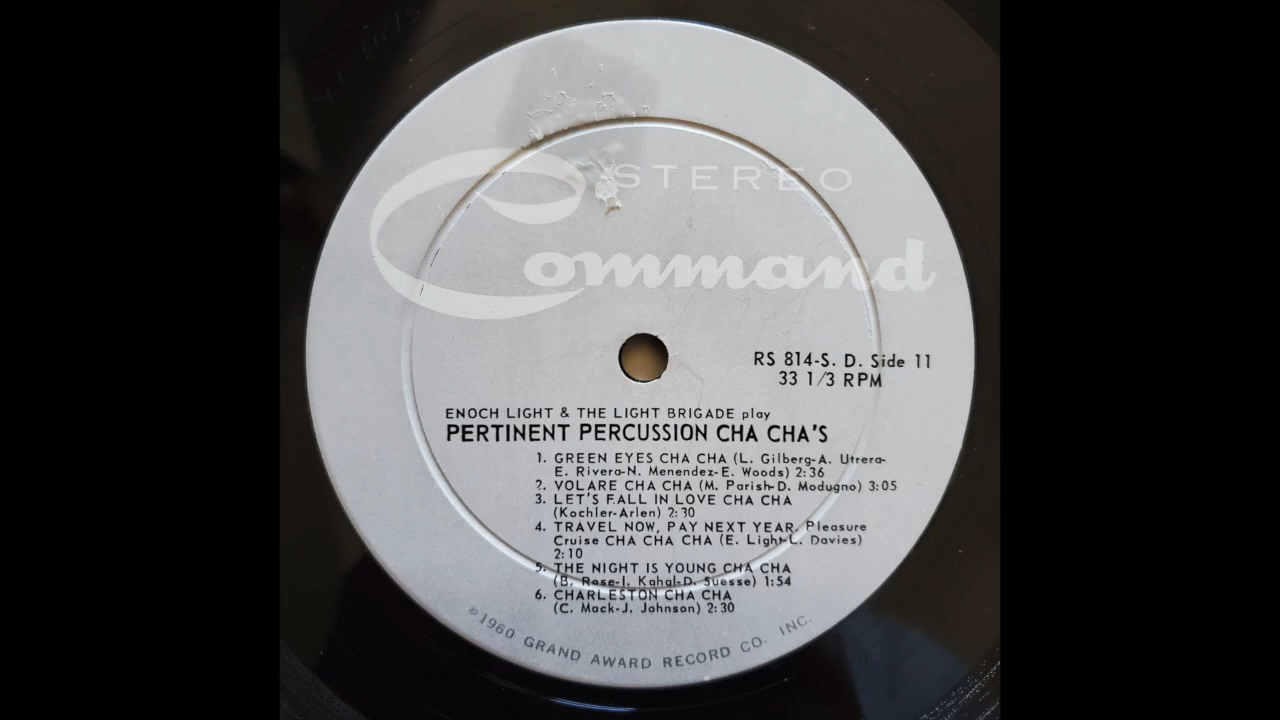 STEREO
Command
RS 814-S. D. Side 11
33 1/3 RPM
ENOCH LIGHT & THE LIGHT BRIGADE play
PERTINENT PERCUSSION CHA CHA'S
1. GREEN EYES CHA CHA (L. Gilberg-A. Utrera-
E. Rivera-N. Menendez-E. Woods) 2:36
2. VOLARE CHA CHA (M. Parish-D. Modugno) 3:05
3. LET'S FALL IN LOVE CHA CHA
(Kochler-Arlen) 2:30
4. TRAVEL NOW, PAY NEXT YEAR. Pleasure
Cruise CHA CHA CHA (E. Light-L. Davies)
2:10
5. THE NIGHT IS YOUNG CHA CHA
(B. Rose-I. Kahal-D. Suesse) 1:54
6. CHARLESTON CHA CHA
(C. Mack-J. Johnson) 2:30
©1960 GRAND AWARD RECORD CO. INC.